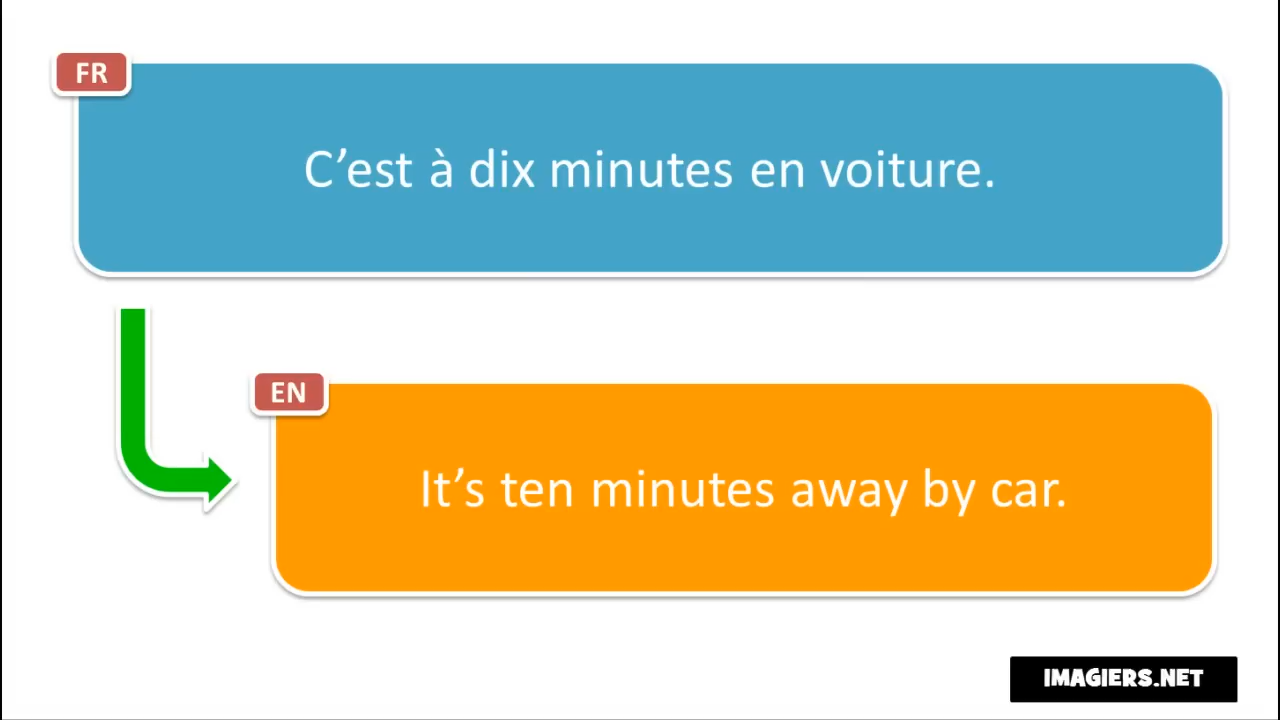 FR
C’est à dix minutes en voiture.
EN
It’s ten minutes away by car.
IMAGIERS.NET